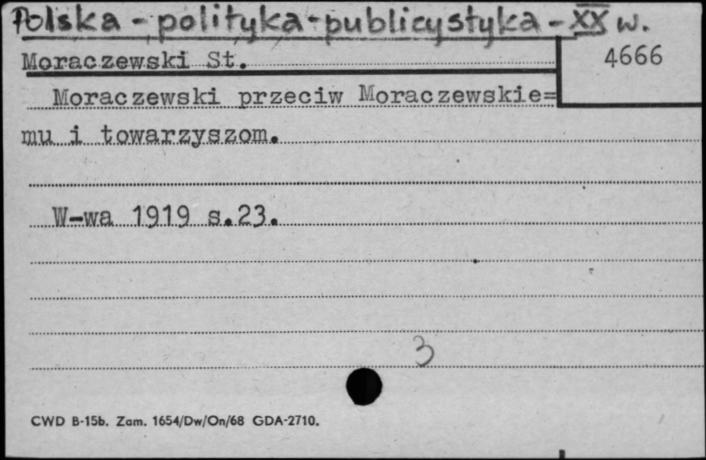 Polska - polityka - publicystyka - XX w.
Moraczewski St.
4666
Moraczewski przeciw Moraczewskie=
mu i towarzyszom.
W-wa 1919 s.23.
3
CWD B-15b. Zam. 1654/Dw/On/68 GDA-2710.